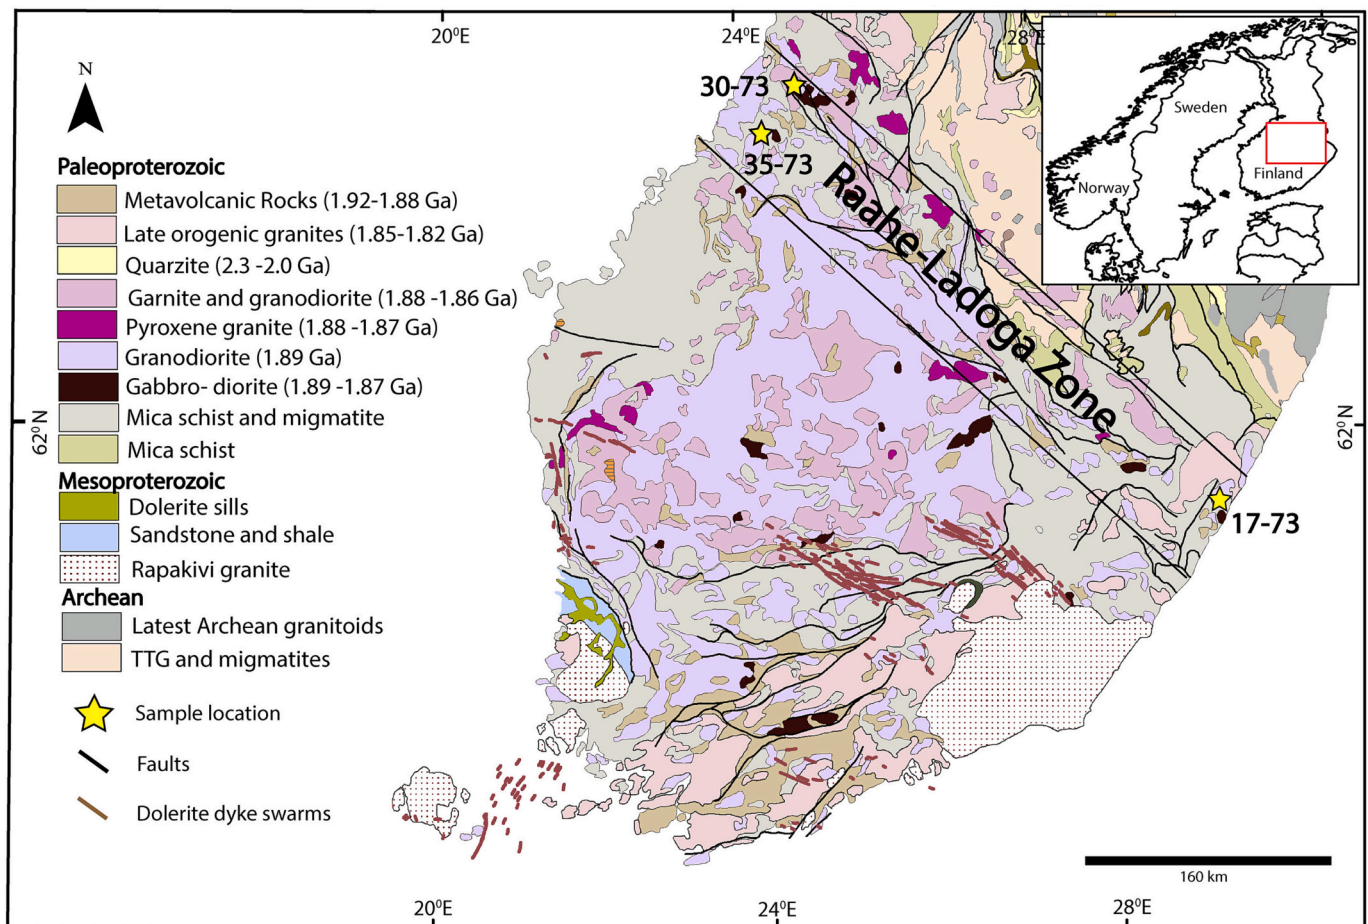 20⁰E
24⁰E
28⁰E
N
30-73
35-73
Raahe-Ladoga Zone
17-73
Sweden
Norway
Finland
Paleoproterozoic
Metavolcanic Rocks (1.92-1.88 Ga)
Late orogenic granites (1.85-1.82 Ga)
Quarzite (2.3 -2.0 Ga)
Garnite and granodiorite (1.88 -1.86 Ga)
Pyroxene granite (1.88 -1.87 Ga)
Granodiorite (1.89 Ga)
Gabbro- diorite (1.89 -1.87 Ga)
Mica schist and migmatite
Mica schist
Mesoproterozoic
Dolerite sills
Sandstone and shale
Rapakivi granite
Archean
Latest Archean granitoids
TTG and migmatites
Sample location
Faults
Dolerite dyke swarms
62⁰ N
62⁰N
160 km
20⁰E
24⁰E
28⁰E